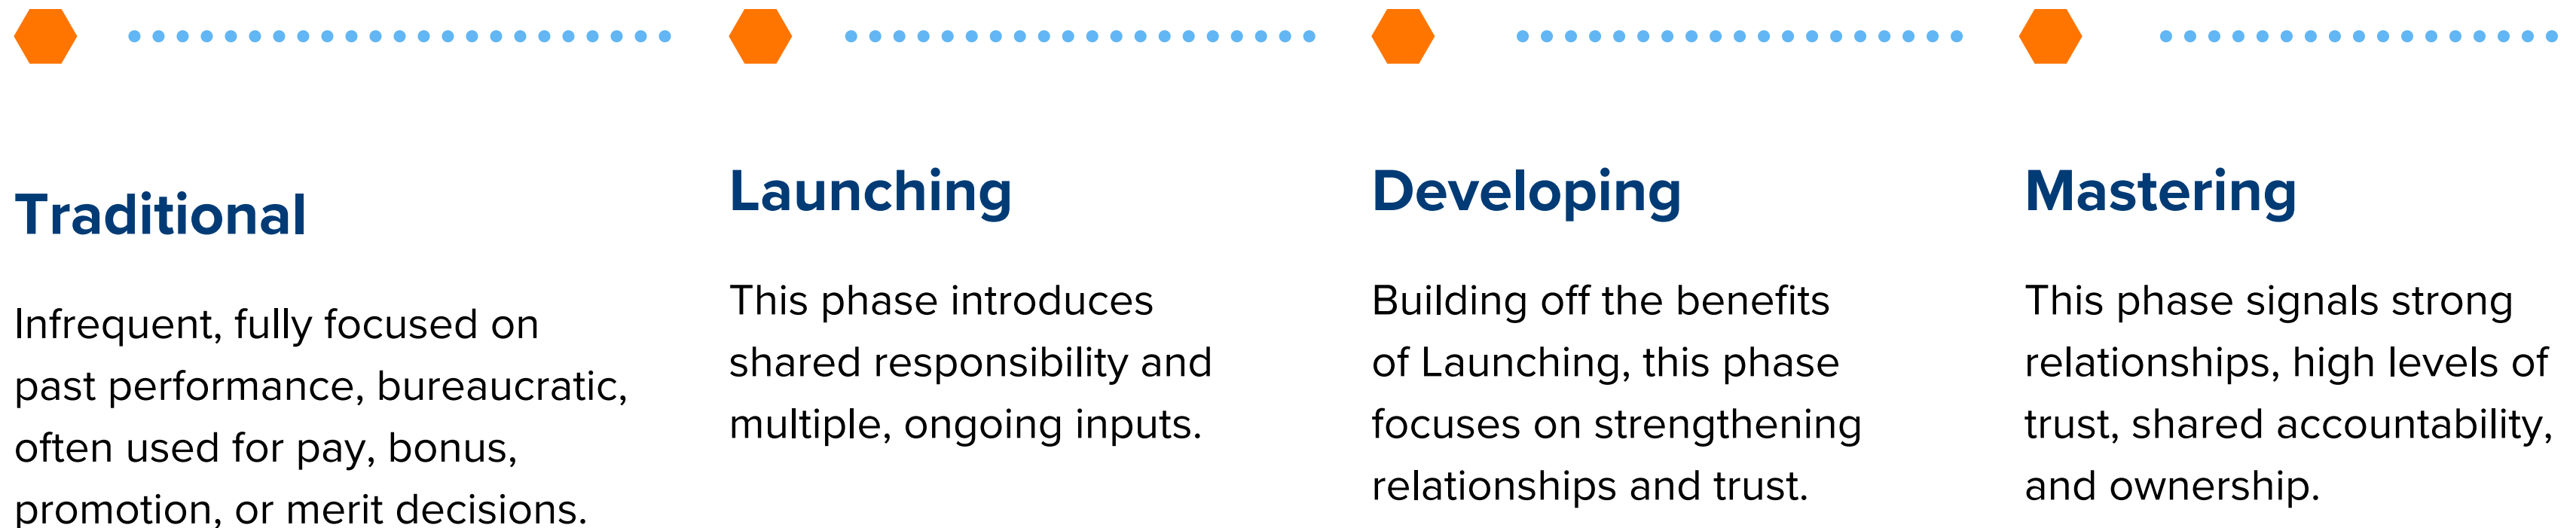 Traditional
Infrequent, fully focused on
past performance, bureaucratic,
often used for pay, bonus,
promotion, or merit decisions.
Launching
This phase introduces
shared responsibility and
multiple, ongoing inputs.
Developing
Building off the benefits
of Launching, this phase
focuses on strengthening
relationships and trust.
Mastering
This phase signals strong
relationships, high levels of
trust, shared accountability,
and ownership.